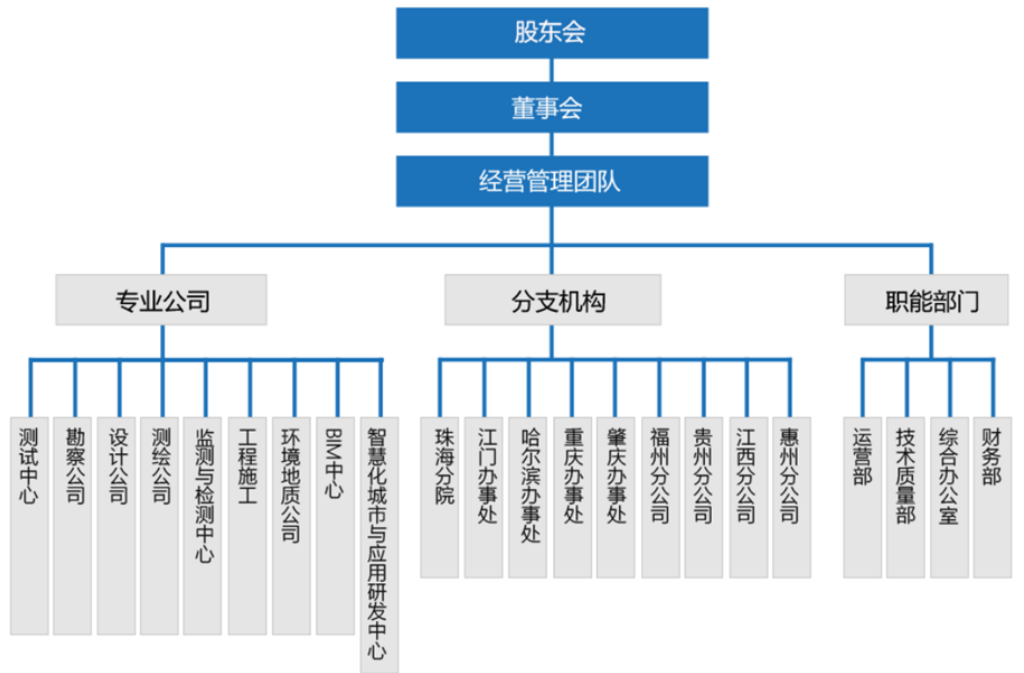 股东会
董事会
经营管理团队
专业公司
分支机构
职能部门
测试中心
勘察公司
设计公司
测绘公司
监测与检测中心
工程施工
环境地质公司
BIM中心
智慧化城市与应用研发中心
珠海分院
江门办事处
哈尔滨办事处
重庆办事处
肇庆办事处
福州分公司
贵州分公司
江西分公司
惠州分公司
运营部
技术质量部
综合办公室
财务部